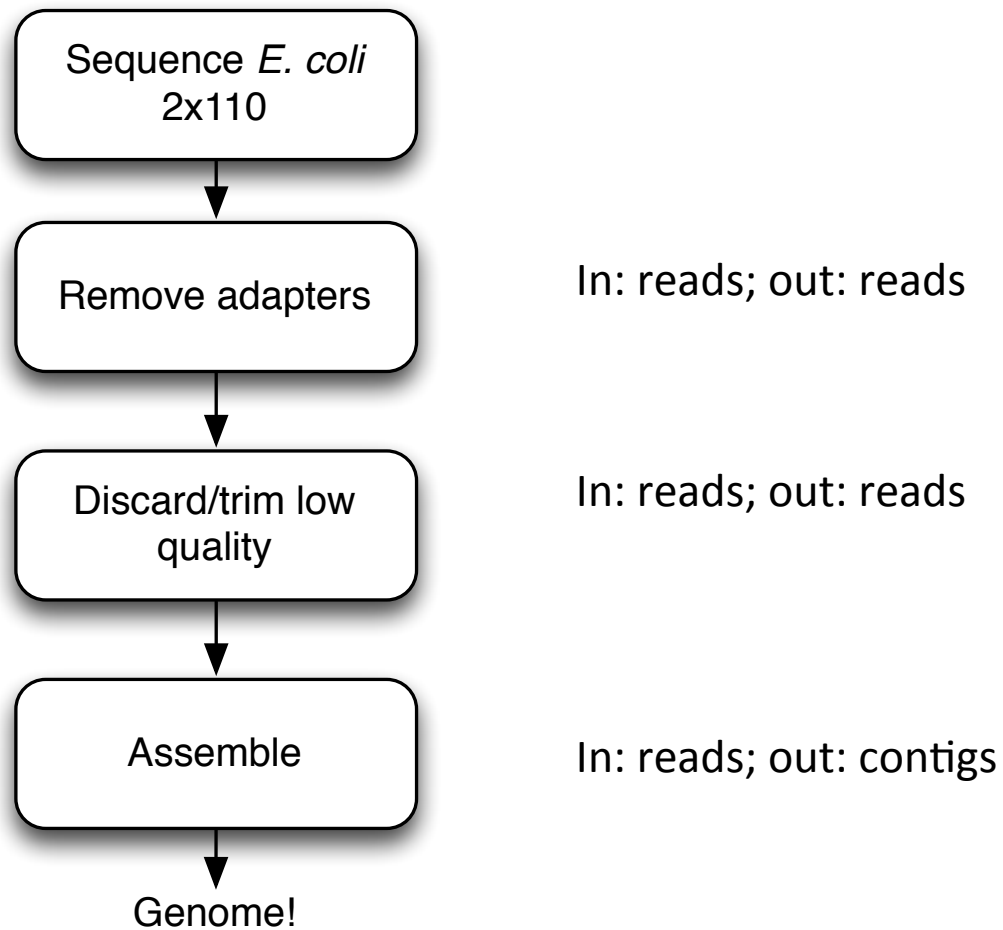 Sequence E. coli
2x110
Remove adapters
In: reads; out: reads
Discard/trim low
quality
In: reads; out: reads
Assemble
In: reads; out: contigs
Genome!